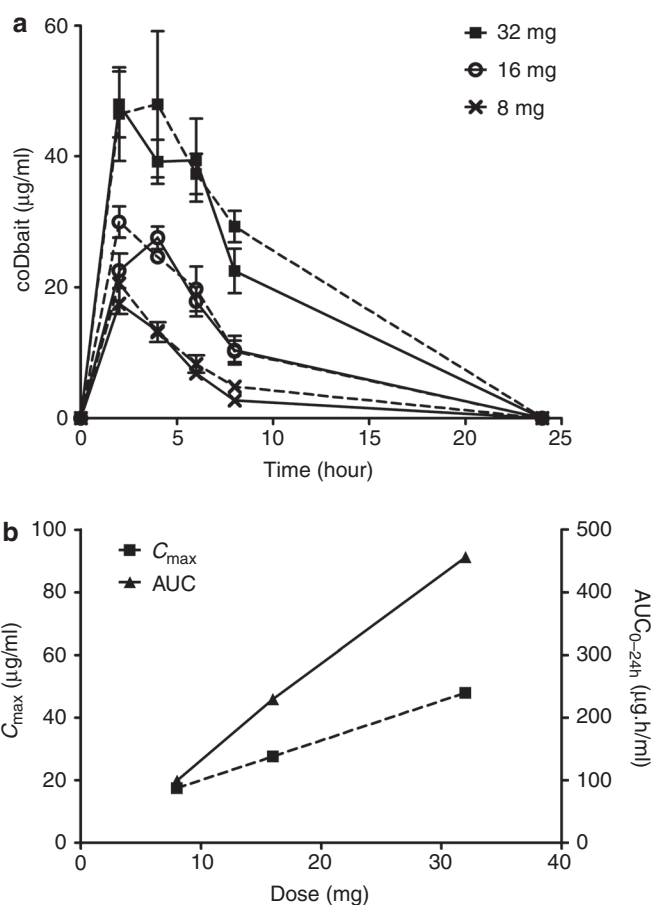 a
60
40
20
0
coDbait (µg/ml)
32 mg
16 mg
8 mg
0 5 10 15 20 25
Time (hour)
b
100
80
60
40
20
0
Cmax (µg/ml)
Cmax
AUC
500
400
300
200
100
0
AUC0–24h (µg.h/ml)
0 10 20 30 40
Dose (mg)